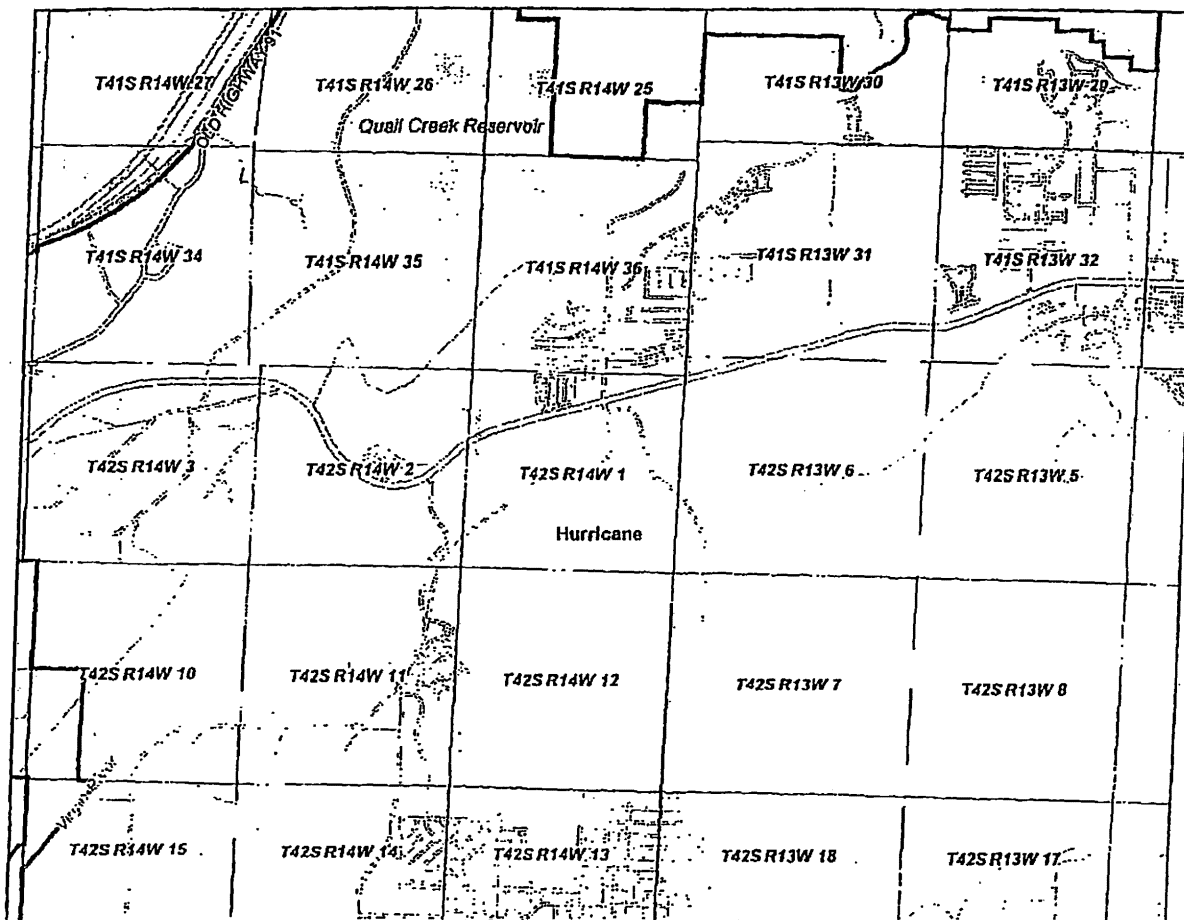 T41S R14W 27
OLD HIGHWAY 91
T41S R14W 26
T41S R14W 25
T41S R13W 30
T41S R13W 29
Quail Creek Reservoir
T41S R14W 34
T41S R14W 35
T41S R14W 36
T41S R13W 31
T41S R13W 32
T42S R14W 3
T42S R14W 2
T42S R14W 1
T42S R13W 6
T42S R13W 5
Hurricane
T42S R14W 10
T42S R14W 11
T42S R14W 12
T42S R13W 7
T42S R13W 8
T42S R14W 15
T42S R14W 14
T42S R14W 13
T42S R13W 18
T42S R13W 17